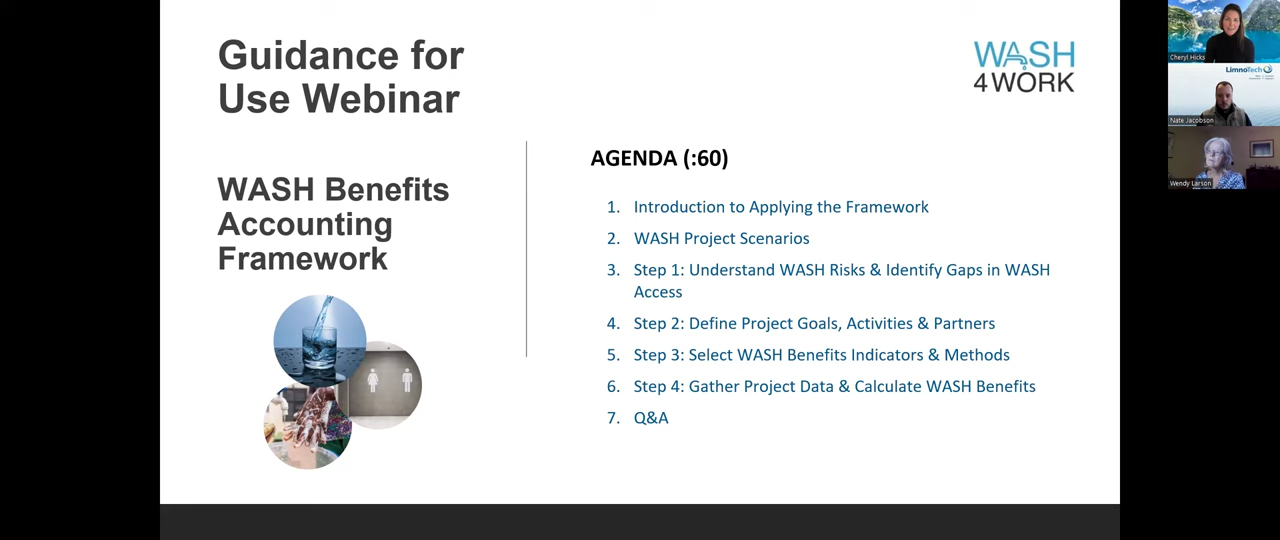 Guidance for
Use Webinar
WASH
4WORK
WASH Benefits
Accounting
Framework
AGENDA (:60)
1. Introduction to Applying the Framework
2. WASH Project Scenarios
3. Step 1: Understand WASH Risks & Identify Gaps in WASH
Access
4. Step 2: Define Project Goals, Activities & Partners
5. Step 3: Select WASH Benefits Indicators & Methods
6. Step 4: Gather Project Data & Calculate WASH Benefits
7. Q&A
Cheryl Hicks
LimnoTech
Nate Jacobson
Wendy Larson